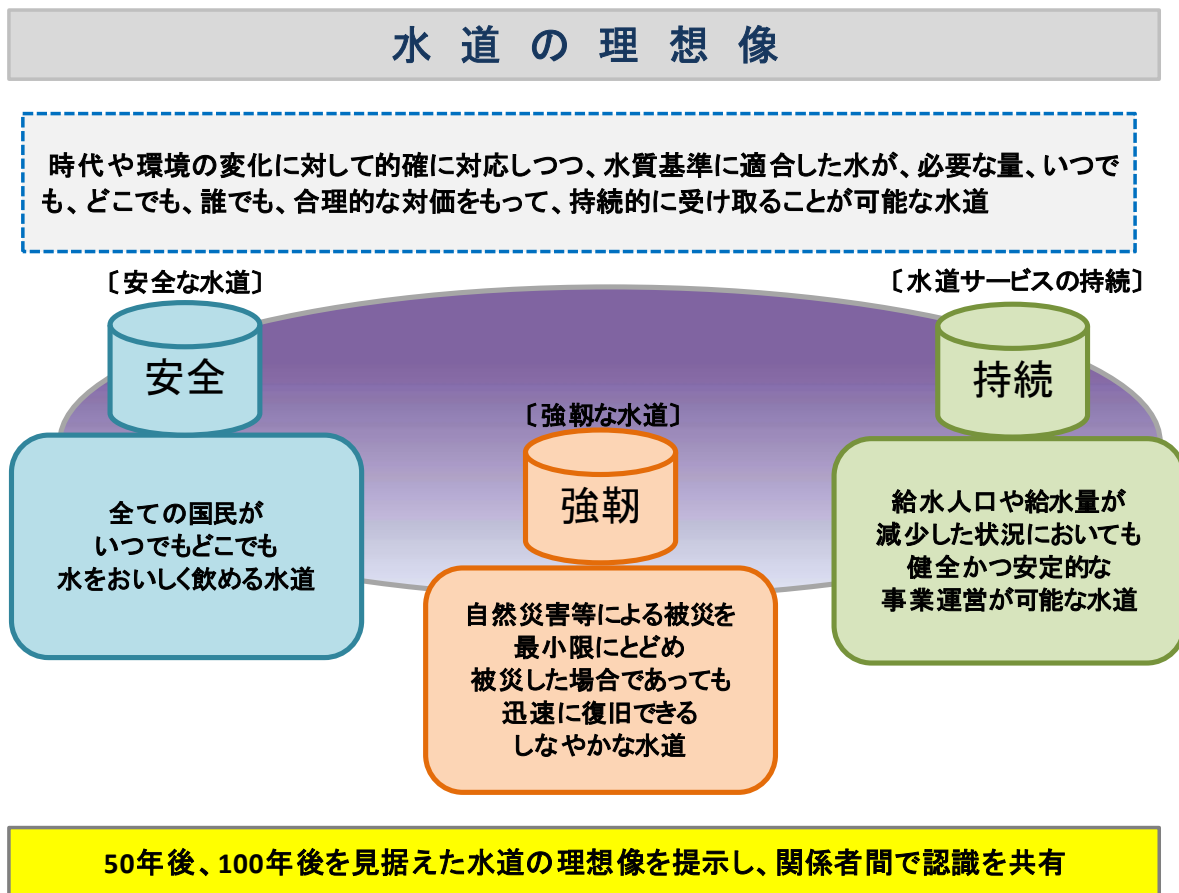 水道の理想像
時代や環境の変化に対して的確に対応しつつ、水質基準に適合した水が、必要な量、いつで
も、どこでも、誰でも、合理的な対価をもって、持続的に受け取ることが可能な水道
〔安全な水道〕
安全
全ての国民が
いつでもどこでも
水をおいしく飲める水道
〔強靭な水道〕
強靭
自然災害等による被災を
最小限にとどめ
被災した場合であっても
迅速に復旧できる
しなやかな水道
〔水道サービスの持続〕
持続
給水人口や給水量が
減少した状況においても
健全かつ安定的な
事業運営が可能な水道
50年後、100年後を見据えた水道の理想像を提示し、関係者間で認識を共有